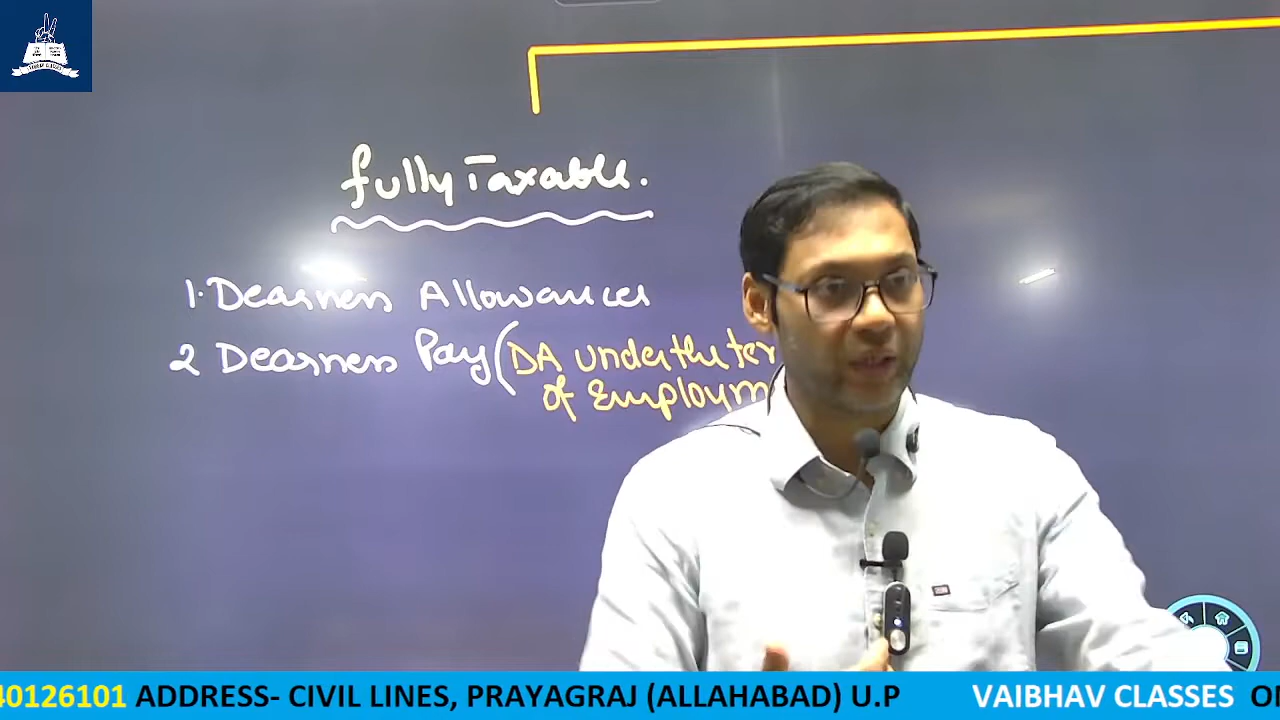 fully Taxable.
1. Dearness Allowances
2 Dearness Pay (DA under the ter
of Employm
40126101 ADDRESS- CIVIL LINES, PRAYAGRAJ (ALLAHABAD) U.P VAIBHAV CLASSES